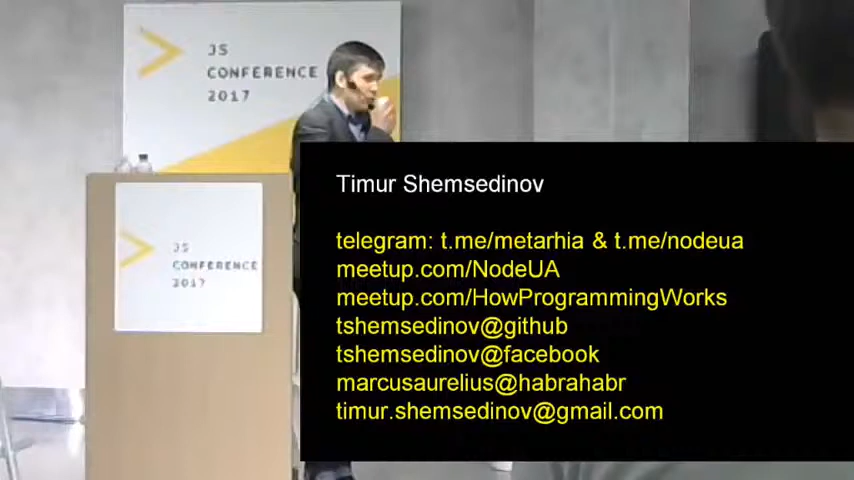 JS
CONFERENCE
2017
JS
CONFERENCE
2017
Timur Shemsedinov
telegram: t.me/metarhia & t.me/nodeua
meetup.com/NodeUA
meetup.com/HowProgrammingWorks
tshemsedinov@github
tshemsedinov@facebook
marcusaurelius@habrahabr
timur.shemsedinov@gmail.com